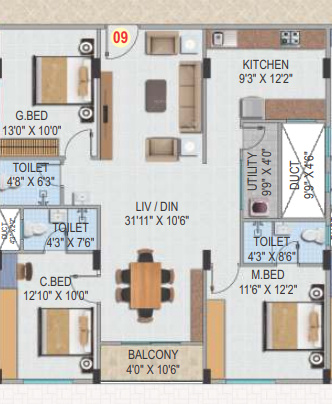 09
KITCHEN
9'3" X 12'2"
G.BED
13'0" X 10'0"
TOILET
4'8" X 6'3"
UTILITY
9'9" X 4'0"
DUCT
9'9" X 4'6"
LIV / DIN
31'11" X 10'6"
DUCT
TOILET
4'3" X 7'6"
TOILET
4'3" X 8'6"
C.BED
12'10" X 10'0"
M.BED
11'6" X 12'2"
BALCONY
4'0" X 10'6"